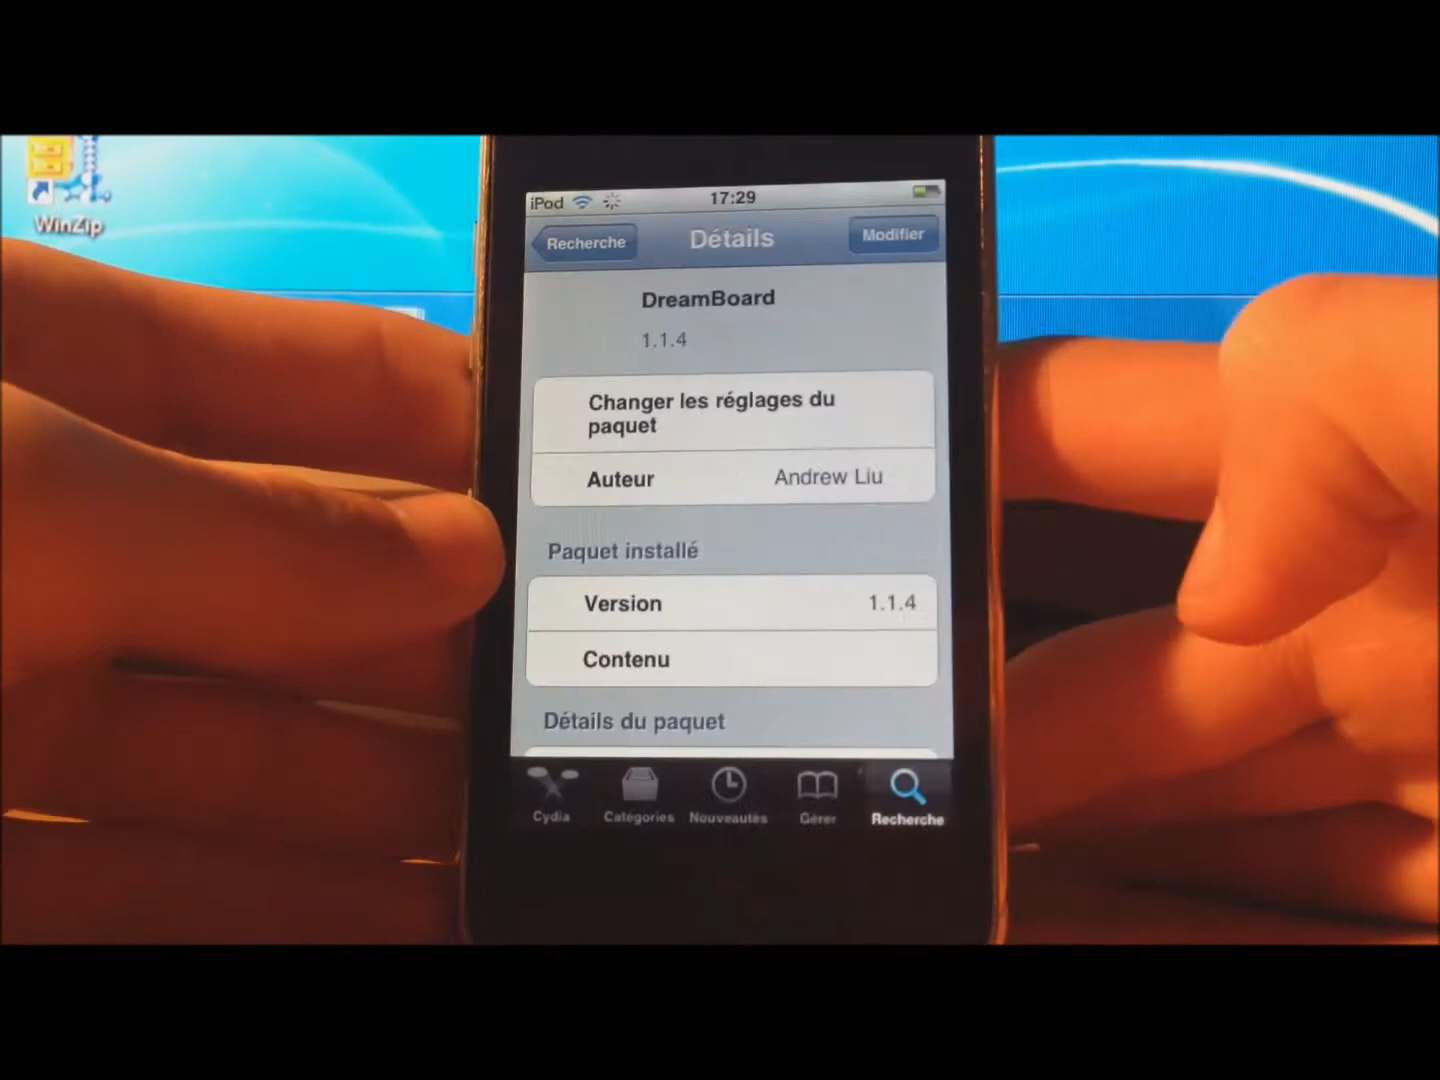 WinZip
iPod 17:29
Recherche Détails Modifier
DreamBoard
1.1.4
Changer les réglages du
paquet
Auteur Andrew Liu
Paquet installé
Version 1.1.4
Contenu
Détails du paquet
Cydia Catégories Nouveautés Gérer Recherche